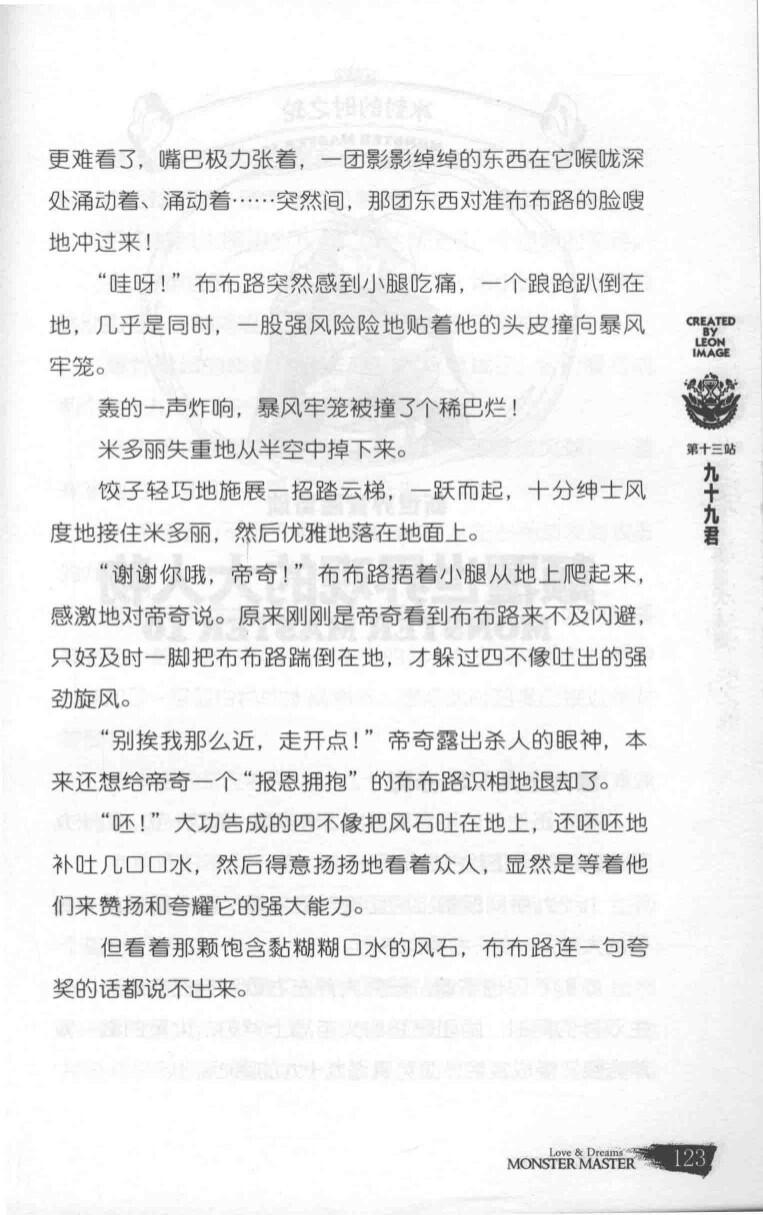 更难看了，嘴巴极力张着，一团影影绰绰的东西在它喉咙深
处涌动着、涌动着……突然间，那团东西对准布布路的脸嗖
地冲过来！
“哇呀！”布布路突然感到小腿吃痛，一个踉跄趴倒在
地，几乎是同时，一股强风险险地贴着他的头皮撞向暴风
牢笼。
轰的一声炸响，暴风牢笼被撞了个稀巴烂！
米多丽失重地从半空中掉下来。
饺子轻巧地施展一招踏云梯，一跃而起，十分绅士风
度地接住米多丽，然后优雅地落在地面上。
“谢谢你哦，帝奇！”布布路捂着小腿从地上爬起来，
感激地对帝奇说。原来刚刚是帝奇看到布布路来不及闪避，
只好及时一脚把布布路踹倒在地，才躲过四不像吐出的强
劲旋风。
“别挨我那么近，走开点！”帝奇露出杀人的眼神，本
来还想给帝奇一个“报恩拥抱”的布布路识相地退却了。
“呸！”大功告成的四不像把风石吐在地上，还呸呸地
补吐几口口水，然后得意扬扬地看着众人，显然是等着他
们来赞扬和夸耀它的强大能力。
但看着那颗饱含黏糊糊口水的风石，布布路连一句夸
奖的话都说不出来。
CREATED
BY
LEON
IMAGE
第十三站
九十九君
Love & Dreams
MONSTER MASTER
123